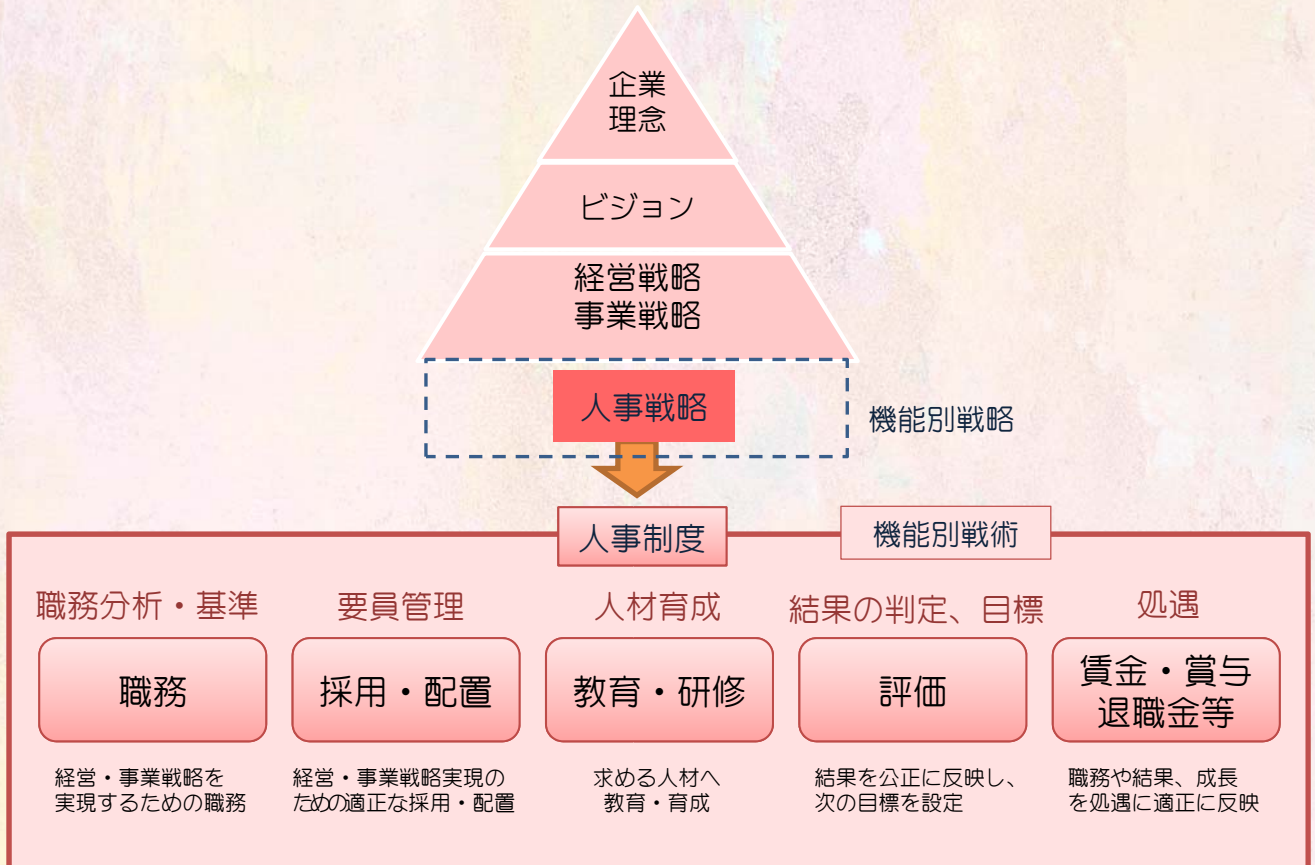 企業
理念
ビジョン
経営戦略
事業戦略
人事戦略
機能別戦略
人事制度
機能別戦術
職務分析・基準
職務
経営・事業戦略を
実現するための職務
要員管理
採用・配置
経営・事業戦略実現の
ための適正な採用・配置
人材育成
教育・研修
求める人材へ
教育・育成
結果の判定、目標
評価
結果を公正に反映し、
次の目標を設定
処遇
賃金・賞与
退職金等
職務や結果、成長
を処遇に適正に反映